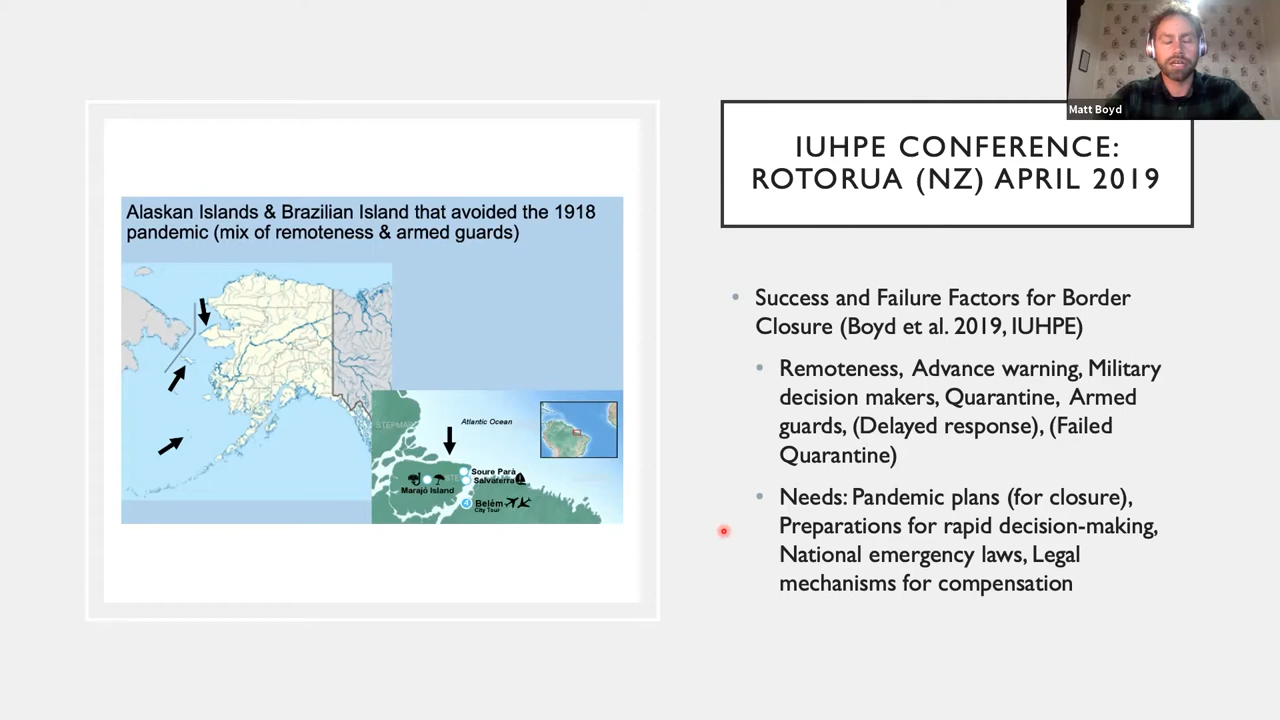 Matt Boyd
IUHPE CONFERENCE:
ROTORUA (NZ) APRIL 2019
Alaskan Islands & Brazilian Island that avoided the 1918
pandemic (mix of remoteness & armed guards)
STEPMAP
Atlantic Ocean
Soure Parà
Salvaterra
Marajó Island
Belém
City Tour
• Success and Failure Factors for Border
Closure (Boyd et al. 2019, IUHPE)
• Remoteness, Advance warning, Military
decision makers, Quarantine, Armed
guards, (Delayed response), (Failed
Quarantine)
• Needs: Pandemic plans (for closure),
Preparations for rapid decision-making,
National emergency laws, Legal
mechanisms for compensation